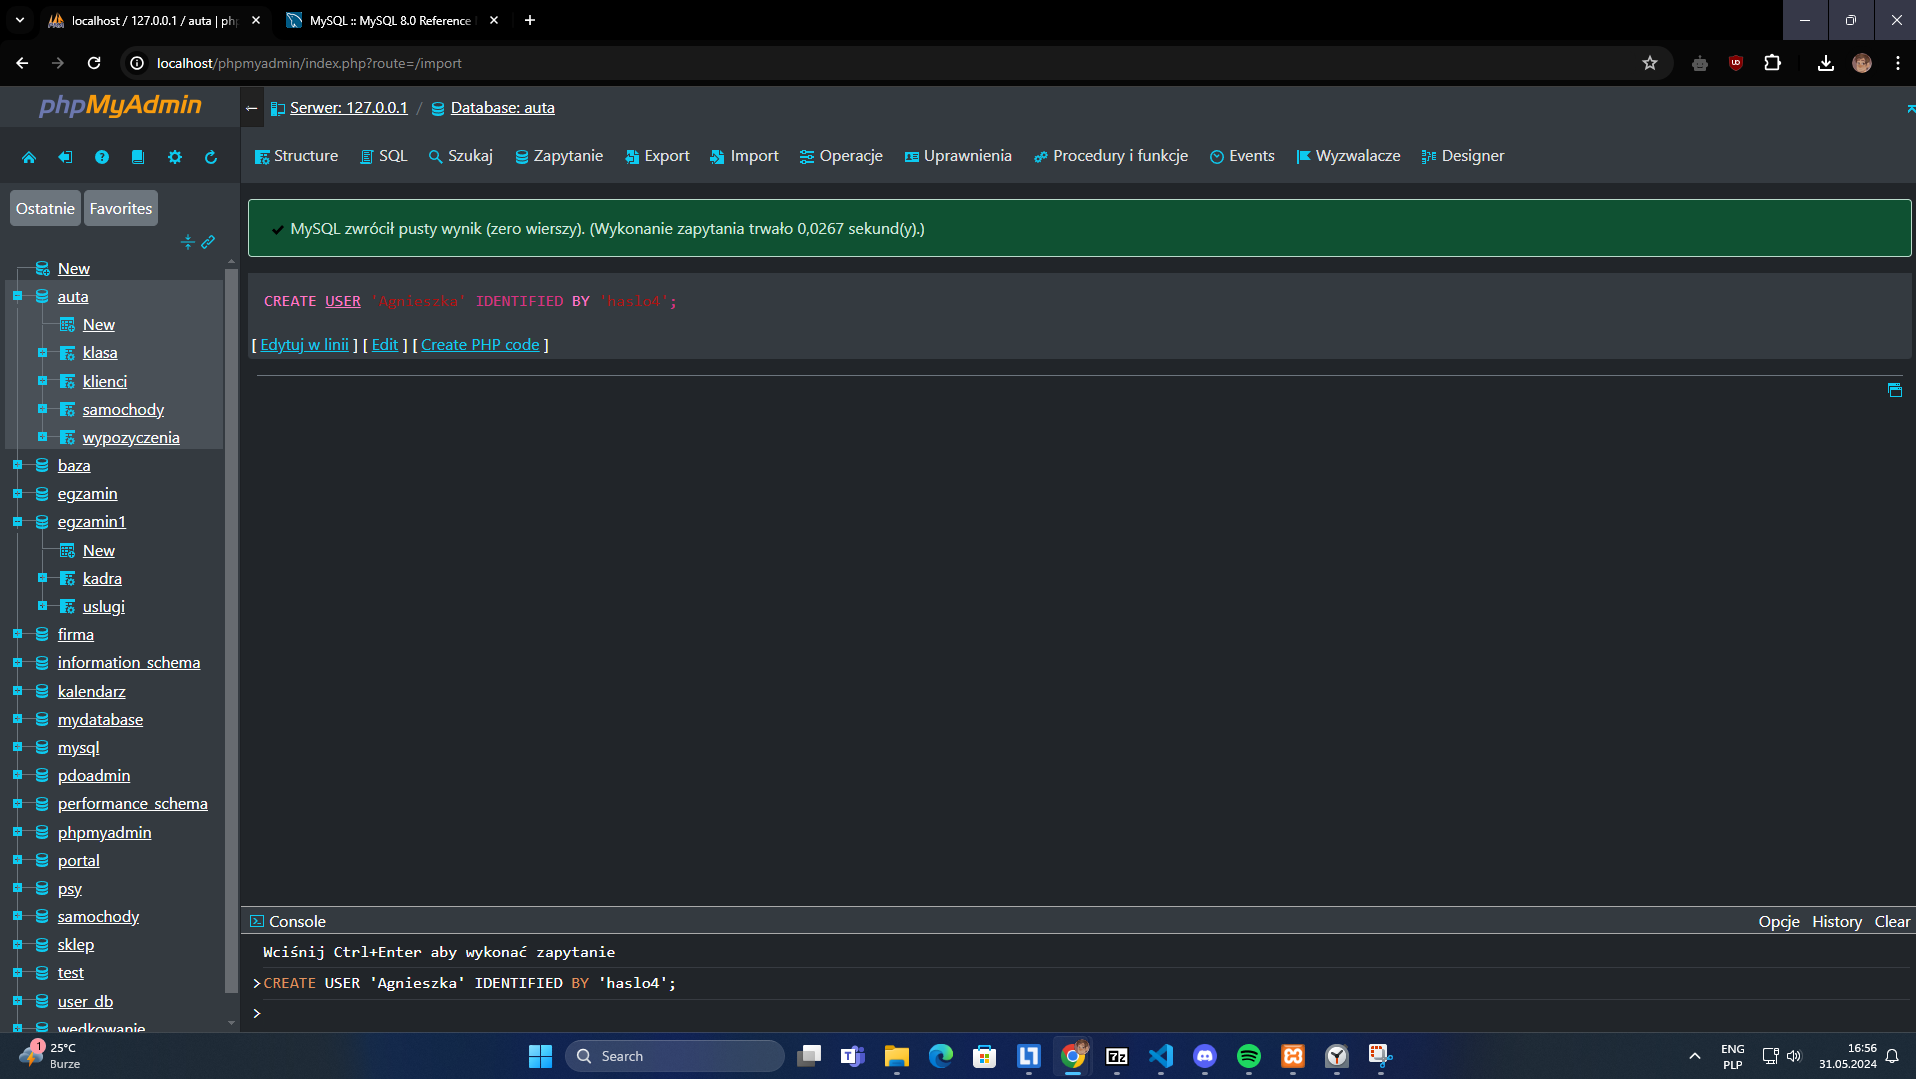 localhost / 127.0.0.1 / auta | ph
MySQL :: MySQL 8.0 Reference
localhost/phpmyadmin/index.php?route=/import
phpMyAdmin
Serwer: 127.0.0.1 / Database: auta
Structure SQL Szukaj Zapytanie Export Import Operacje Uprawnienia Procedury i funkcje Events Wyzwalacze Designer
Ostatnie Favorites
MySQL zwrócił pusty wynik (zero wierszy). (Wykonanie zapytania trwało 0,0267 sekund(y).)
CREATE USER 'Agnieszka' IDENTIFIED BY 'haslo4';
[ Edytuj w linii ] [ Edit ] [ Create PHP code ]
New
auta
New
klasa
klienci
samochody
wypozyczenia
baza
egzamin
egzamin1
New
kadra
uslugi
firma
information_schema
kalendarz
mydatabase
mysql
pdoadmin
performance_schema
phpmyadmin
portal
psy
samochody
sklep
test
user_db
wedkowanie
Console
Opcje History Clear
Wciśnij Ctrl+Enter aby wykonać zapytanie
>CREATE USER 'Agnieszka' IDENTIFIED BY 'haslo4';
>
1
25°C
Burze
Search
ENG
PLP
16:56
31.05.2024